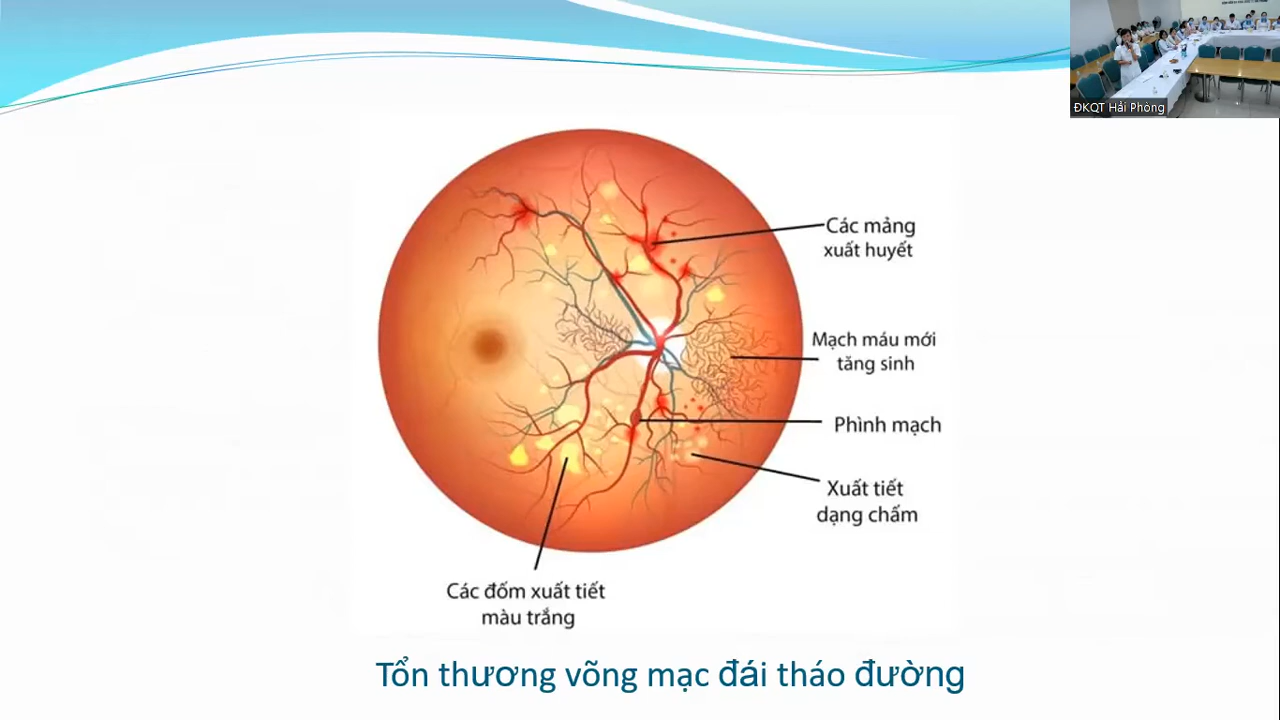 ĐKQT Hải Phòng
Các mảng
xuất huyết
Mạch máu mới
tăng sinh
Phình mạch
Xuất tiết
dạng chấm
Các đốm xuất tiết
màu trắng
Tổn thương võng mạc đái tháo đường